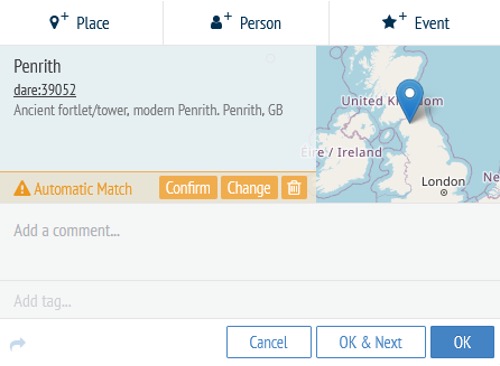 Place
Person
Event
Penrith
dare:39052
Ancient fortlet/tower, modern Penrith. Penrith, GB
Automatic Match
Confirm
Change
United Kingdom
Éire / Ireland
London
Ne
Add a comment...
Add tag...
Cancel
OK & Next
OK